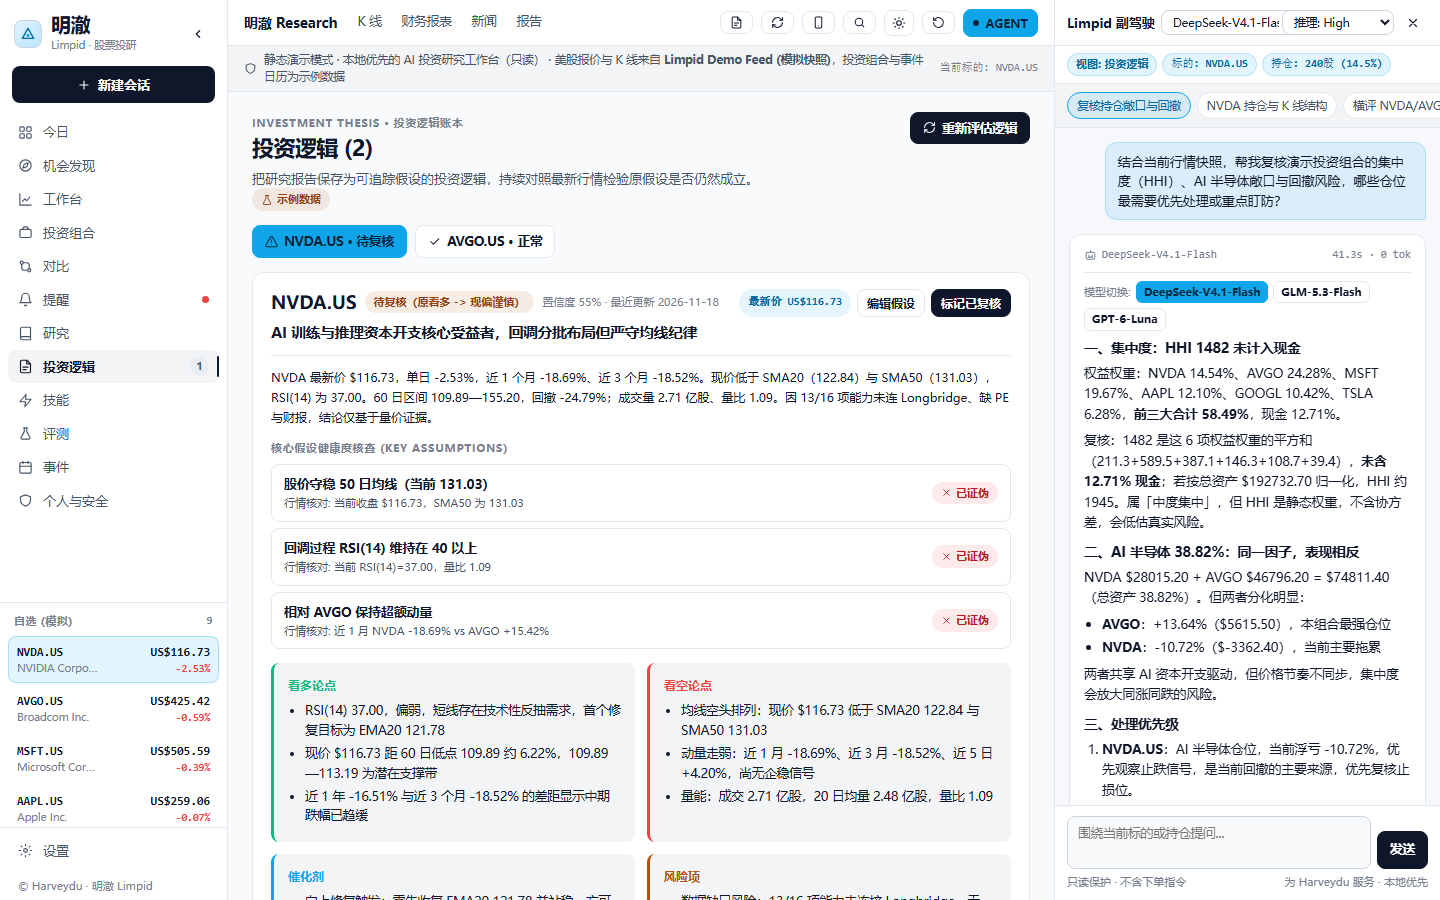 明澈
Limpid · 股票投研
新建会话
今日
机会发现
工作台
投资组合
对比
提醒
研究
投资逻辑 1
技能
评测
事件
个人与安全
自选 (模拟) 9
NVDA.US US$116.73
NVIDIA Corpo... -2.53%
AVGO.US US$425.42
Broadcom Inc. -0.59%
MSFT.US US$505.59
Microsoft Cor... -0.39%
AAPL.US US$259.06
Apple Inc. -0.07%
设置
© Harveydu · 明澈 Limpid
明澈 Research K 线 财务报表 新闻 报告 AGENT
静态演示模式 · 本地优先的 AI 投资研究工作台（只读） · 美股报价与 K 线来自 Limpid Demo Feed (模拟快照)，投资组合与事件
日历为示例数据
当前标的: NVDA.US
INVESTMENT THESIS • 投资逻辑账本
投资逻辑 (2)
重新评估逻辑
把研究报告保存为可追踪假设的投资逻辑，持续对照最新行情检验原假设是否仍然成立。
示例数据
NVDA.US • 待复核
AVGO.US • 正常
NVDA.US 待复核（原看多 -> 现偏谨慎） 置信度 55% · 最近更新 2026-11-18 最新价 US$116.73 编辑假设 标记已复核
AI 训练与推理资本开支核心受益者，回调分批布局但严守均线纪律
NVDA 最新价 $116.73，单日 -2.53%，近 1 个月 -18.69%、近 3 个月 -18.52%。现价低于 SMA20（122.84）与 SMA50（131.03），
RSI(14) 为 37.00。60 日区间 109.89—155.20，回撤 -24.79%；成交量 2.71 亿股、量比 1.09。因 13/16 项能力未连 Longbridge、缺 PE
与财报，结论仅基于量价证据。
核心假设健康度核查 (KEY ASSUMPTIONS)
股价守稳 50 日均线（当前 131.03）
行情核对: 当前收盘 $116.73，SMA50 为 131.03
已证伪
回调过程 RSI(14) 维持在 40 以上
行情核对: 当前 RSI(14)=37.00，量比 1.09
已证伪
相对 AVGO 保持超额动量
行情核对: 近 1 月 NVDA -18.69% vs AVGO +15.42%
已证伪
看多论点
RSI(14) 37.00，偏弱，短线存在技术性反抽需求，首个修
复目标为 EMA20 121.78
现价 $116.73 距 60 日低点 109.89 约 6.22%，109.89
—113.19 为潜在支撑带
近 1 年 -16.51% 与近 3 个月 -18.52% 的差距显示中期
跌幅已趋缓
看空论点
均线空头排列：现价 $116.73 低于 SMA20 122.84 与
SMA50 131.03
动量走弱：近 1 月 -18.69%、近 3 月 -18.52%、近 5 日
+4.20%，尚无企稳信号
量能：成交 2.71 亿股，20 日均量 2.48 亿股，量比 1.09
催化剂
风险项
Limpid 副驾驶 DeepSeek-V4.1-Flas 推理: High
视图: 投资逻辑 标的: NVDA.US 持仓: 240股 (14.5%)
复核持仓敞口与回撤 NVDA 持仓与 K 线结构 横评 NVDA/AVG
结合当前行情快照，帮我复核演示投资组合的集中
度（HHI）、AI 半导体敞口与回撤风险，哪些仓位
最需要优先处理或重点盯防？
DeepSeek-V4.1-Flash 41.3s · 0 tok
模型切换: DeepSeek-V4.1-Flash GLM-5.3-Flash
GPT-6-Luna
一、集中度：HHI 1482 未计入现金
权益权重：NVDA 14.54%、AVGO 24.28%、MSFT
19.67%、AAPL 12.10%、GOOGL 10.42%、TSLA
6.28%，前三大合计 58.49%，现金 12.71%。
复核：1482 是这 6 项权益权重的平方和
（211.3+589.5+387.1+146.3+108.7+39.4），未含
12.71% 现金；若按总资产 $192732.70 归一化，HHI 约
1945。属「中度集中」，但 HHI 是静态权重，不含协方
差，会低估真实风险。
二、AI 半导体 38.82%：同一因子，表现相反
NVDA $28015.20 + AVGO $46796.20 = $74811.40
（总资产 38.82%）。但两者分化明显：
AVGO：+13.64%（$5615.50），本组合最强仓位
NVDA：-10.72%（$-3362.40），当前主要拖累
两者共享 AI 资本开支驱动，但价格节奏不同步，集中度
会放大同涨同跌的风险。
三、处理优先级
1. NVDA.US：AI 半导体仓位，当前浮亏 -10.72%，优
先观察止跌信号，是当前回撤的主要来源，优先复核止
损位。
围绕当前标的或持仓提问...
发送
只读保护 · 不含下单指令 为 Harveydu 服务 · 本地优先